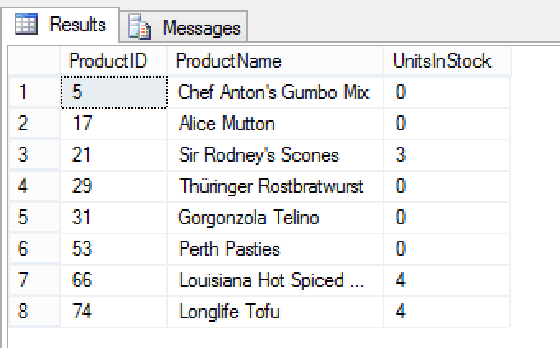 Results Messages
ProductID ProductName UnitsInStock
1 5 Chef Anton's Gumbo Mix 0
2 17 Alice Mutton 0
3 21 Sir Rodney's Scones 3
4 29 Thüringer Rostbratwurst 0
5 31 Gorgonzola Telino 0
6 53 Perth Pasties 0
7 66 Louisiana Hot Spiced ... 4
8 74 Longlife Tofu 4